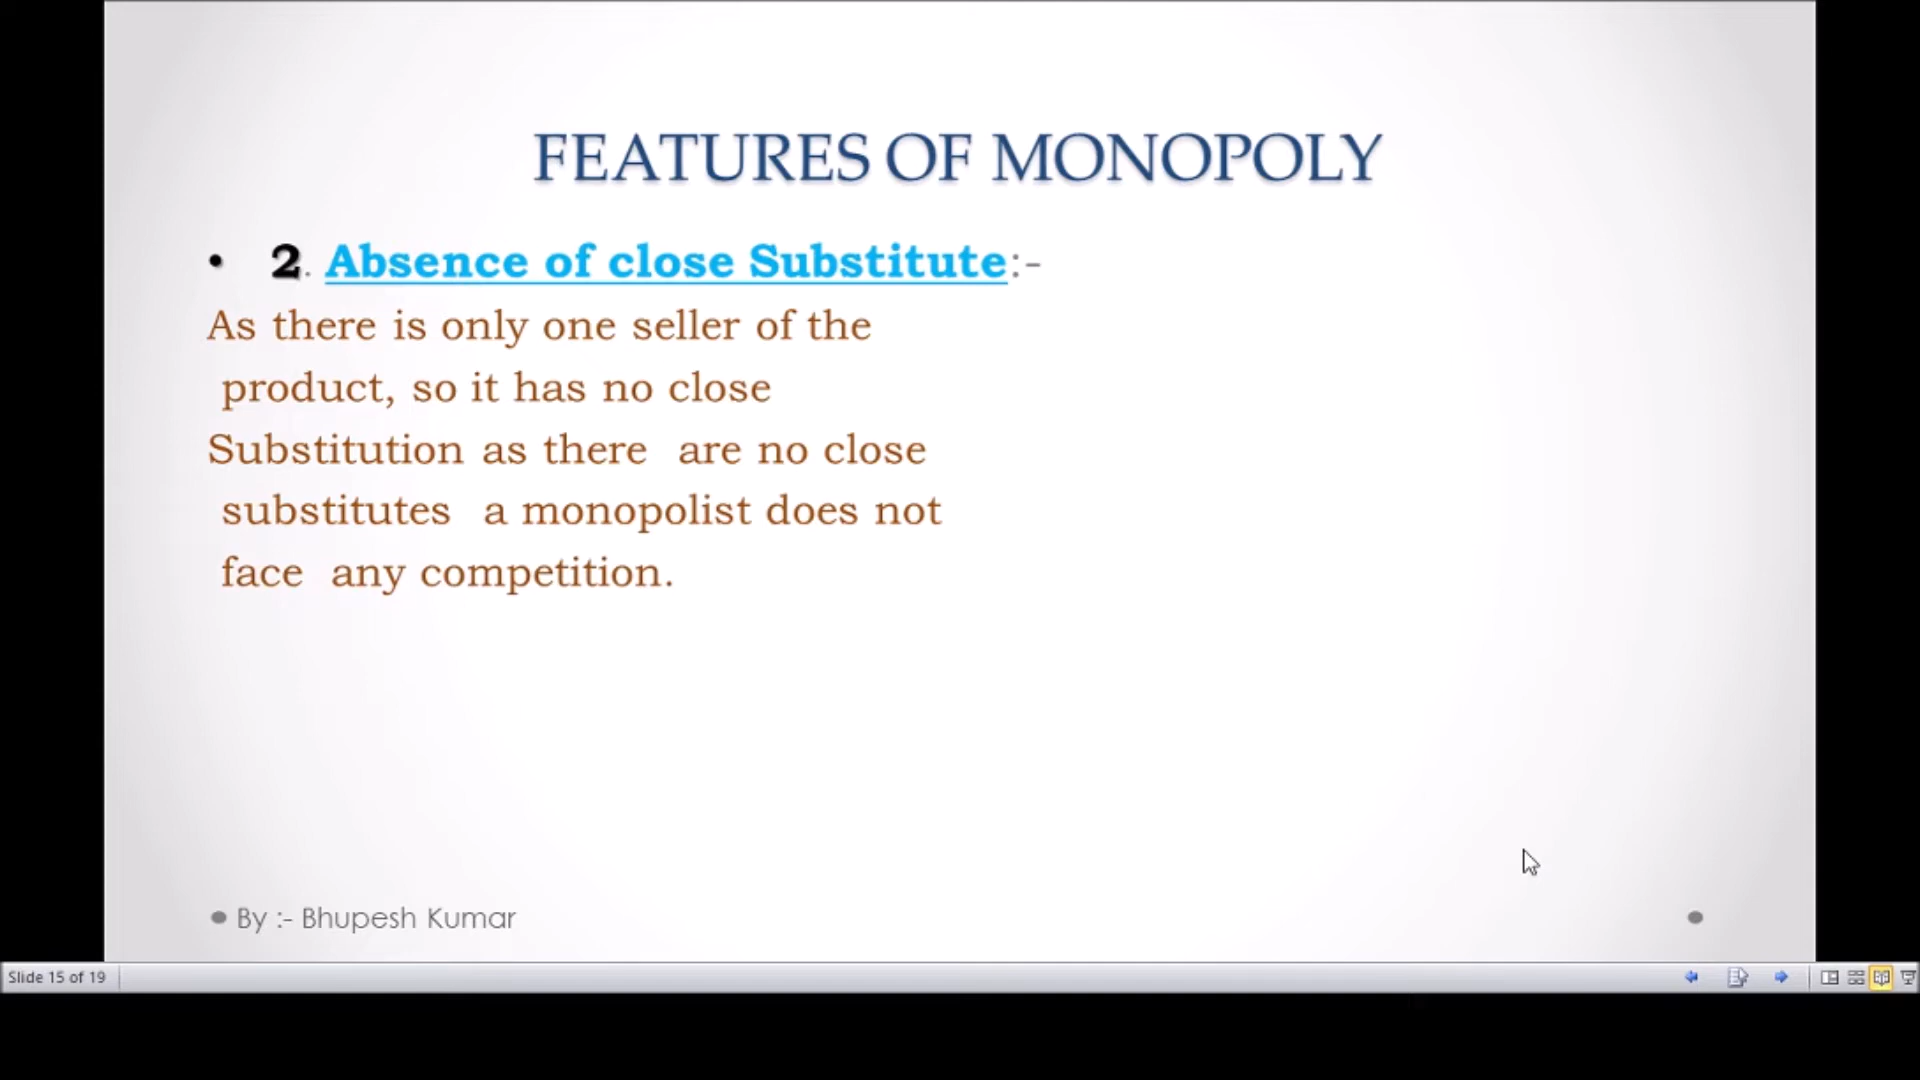 FEATURES OF MONOPOLY
• 2. Absence of close Substitute:-
As there is only one seller of the
product, so it has no close
Substitution as there are no close
substitutes a monopolist does not
face any competition.
By :- Bhupesh Kumar
Slide 15 of 19